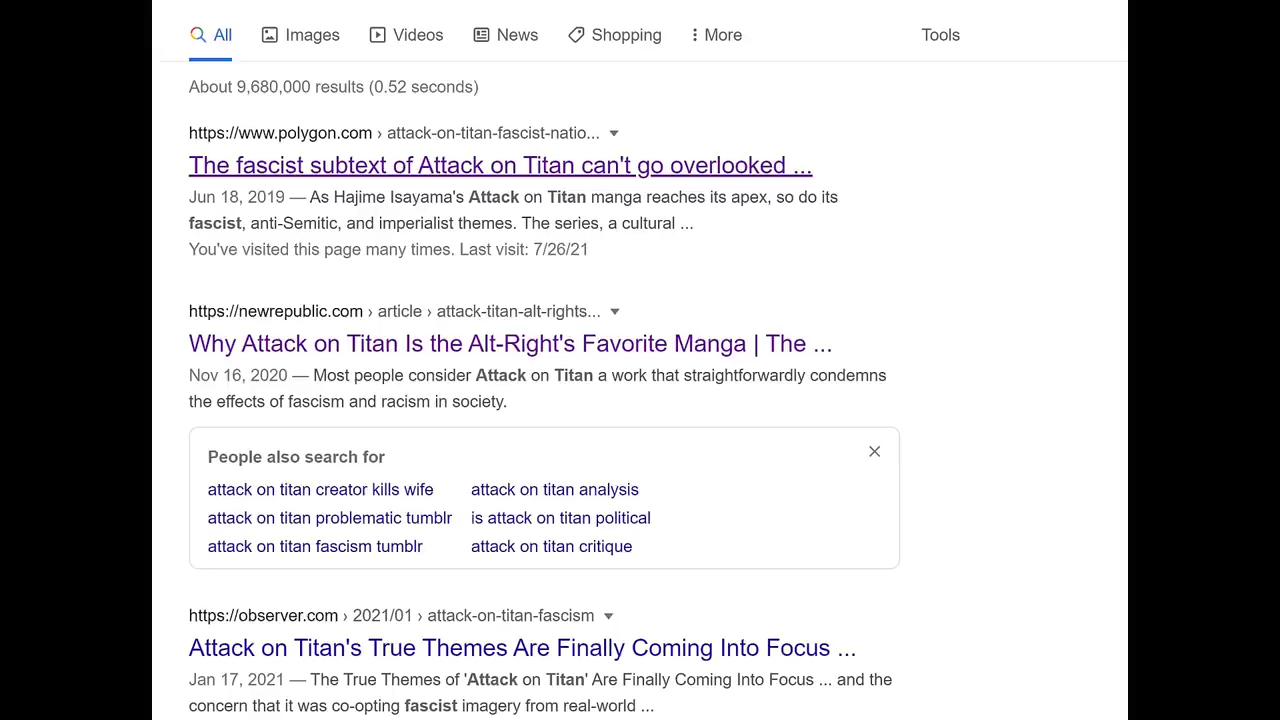 All Images Videos News Shopping More Tools
About 9,680,000 results (0.52 seconds)
https://www.polygon.com › attack-on-titan-fascist-natio...
The fascist subtext of Attack on Titan can't go overlooked ...
Jun 18, 2019 — As Hajime Isayama's Attack on Titan manga reaches its apex, so do its
fascist, anti-Semitic, and imperialist themes. The series, a cultural ...
You've visited this page many times. Last visit: 7/26/21
https://newrepublic.com › article › attack-titan-alt-rights...
Why Attack on Titan Is the Alt-Right's Favorite Manga | The ...
Nov 16, 2020 — Most people consider Attack on Titan a work that straightforwardly condemns
the effects of fascism and racism in society.
People also search for
attack on titan creator kills wife attack on titan analysis
attack on titan problematic tumblr is attack on titan political
attack on titan fascism tumblr attack on titan critique
https://observer.com › 2021/01 › attack-on-titan-fascism
Attack on Titan's True Themes Are Finally Coming Into Focus ...
Jan 17, 2021 — The True Themes of 'Attack on Titan' Are Finally Coming Into Focus ... and the
concern that it was co-opting fascist imagery from real-world ...